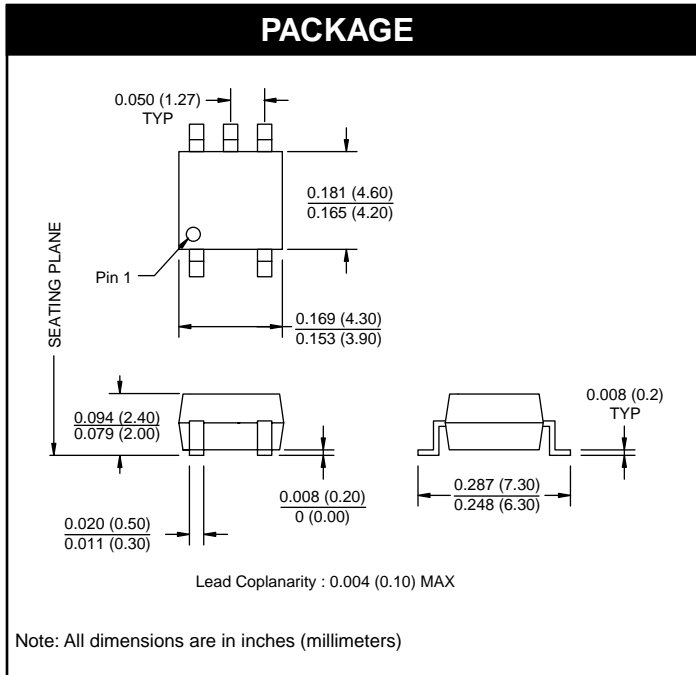 PACKAGE
0.050 (1.27)
TYP
0.181 (4.60)
0.165 (4.20)
SEATING PLANE
Pin 1
0.169 (4.30)
0.153 (3.90)
0.094 (2.40)
0.079 (2.00)
0.008 (0.2)
TYP
0.287 (7.30)
0.248 (6.30)
0.008 (0.20)
0 (0.00)
0.020 (0.50)
0.011 (0.30)
Lead Coplanarity : 0.004 (0.10) MAX
Note: All dimensions are in inches (millimeters)